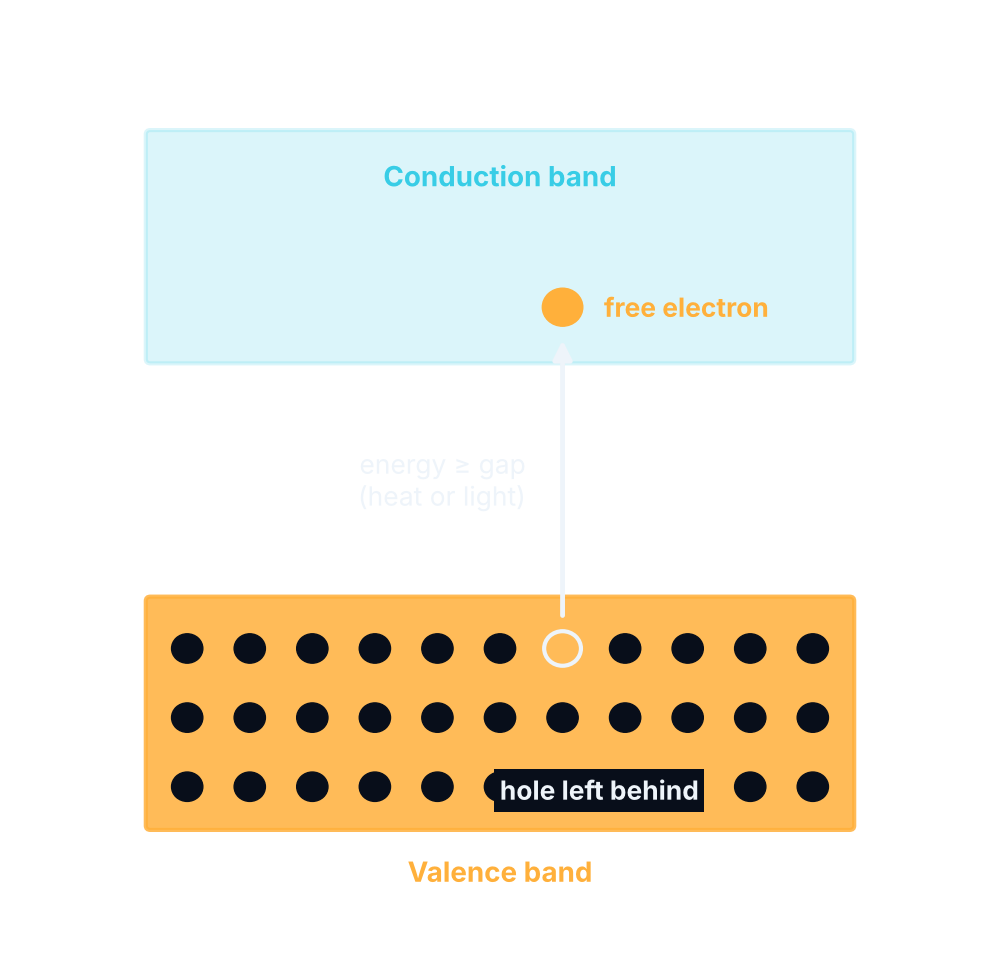 Conduction band
free electron
energy ≥ gap
(heat or light)
hole left behind
Valence band